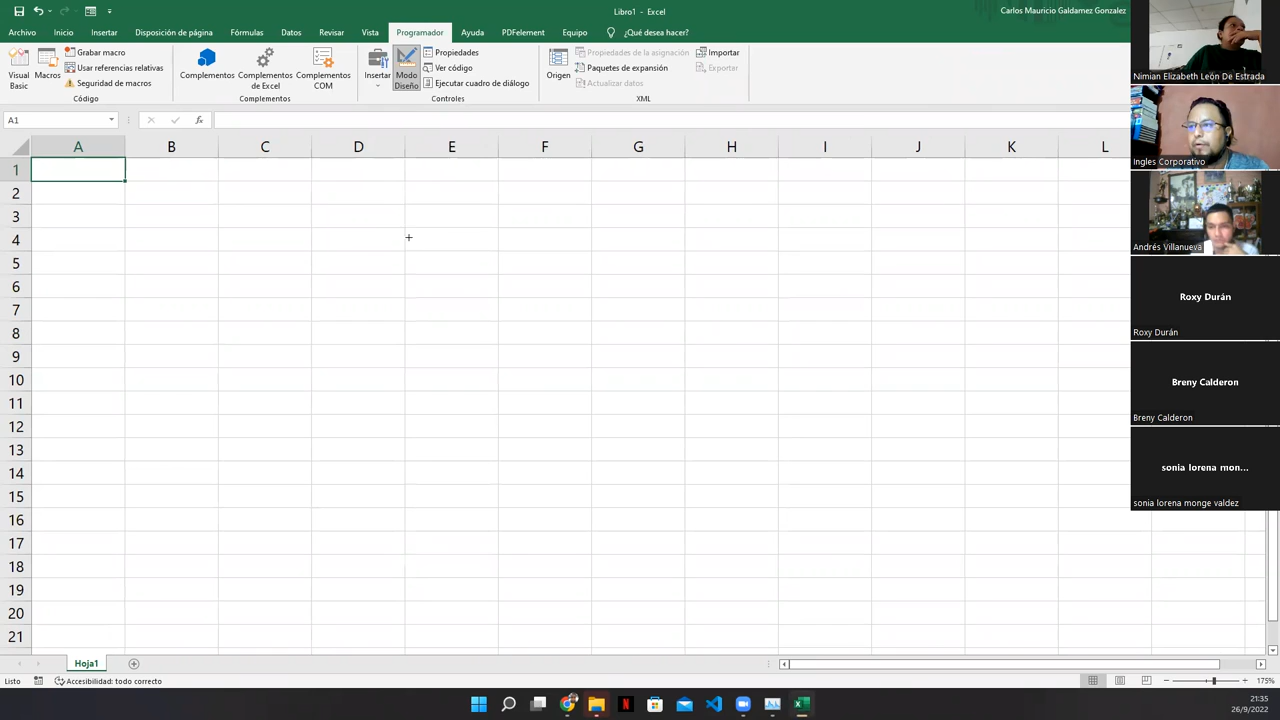 Libro1 - Excel
Carlos Mauricio Galdamez Gonzalez
Archivo Inicio Insertar Disposición de página Fórmulas Datos Revisar Vista Programador Ayuda PDFelement Equipo ¿Qué desea hacer?
Visual Basic
Macros
Grabar macro
Usar referencias relativas
Seguridad de macros
Código
Complementos
Complementos de Excel
Complementos COM
Complementos
Insertar
Modo Diseño
Propiedades
Ver código
Ejecutar cuadro de diálogo
Controles
Origen
Propiedades de la asignación
Paquetes de expansión
Actualizar datos
Importar
Exportar
XML
A1
fx
A B C D E F G H I J K L
1
2
3
4
5
6
7
8
9
10
11
12
13
14
15
16
17
18
19
20
21
Nimian Elizabeth León De Estrada
Ingles Corporativo
Andrés Villanueva
Roxy Durán
Roxy Durán
Breny Calderon
Breny Calderon
sonia lorena mon...
sonia lorena monge valdez
Hoja1
Listo
Accesibilidad: todo correcto
175%
21:35
26/9/2022